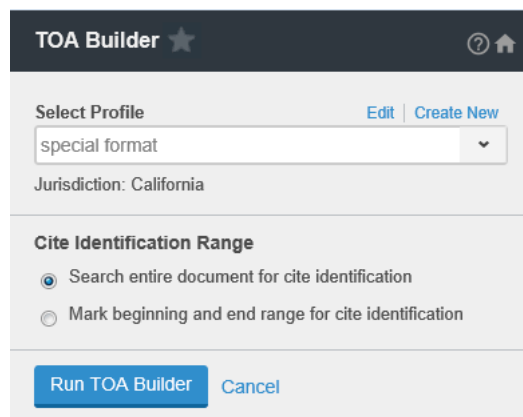 TOA Builder
Select Profile Edit | Create New
special format
Jurisdiction: California
Cite Identification Range
Search entire document for cite identification
Mark beginning and end range for cite identification
Run TOA Builder Cancel